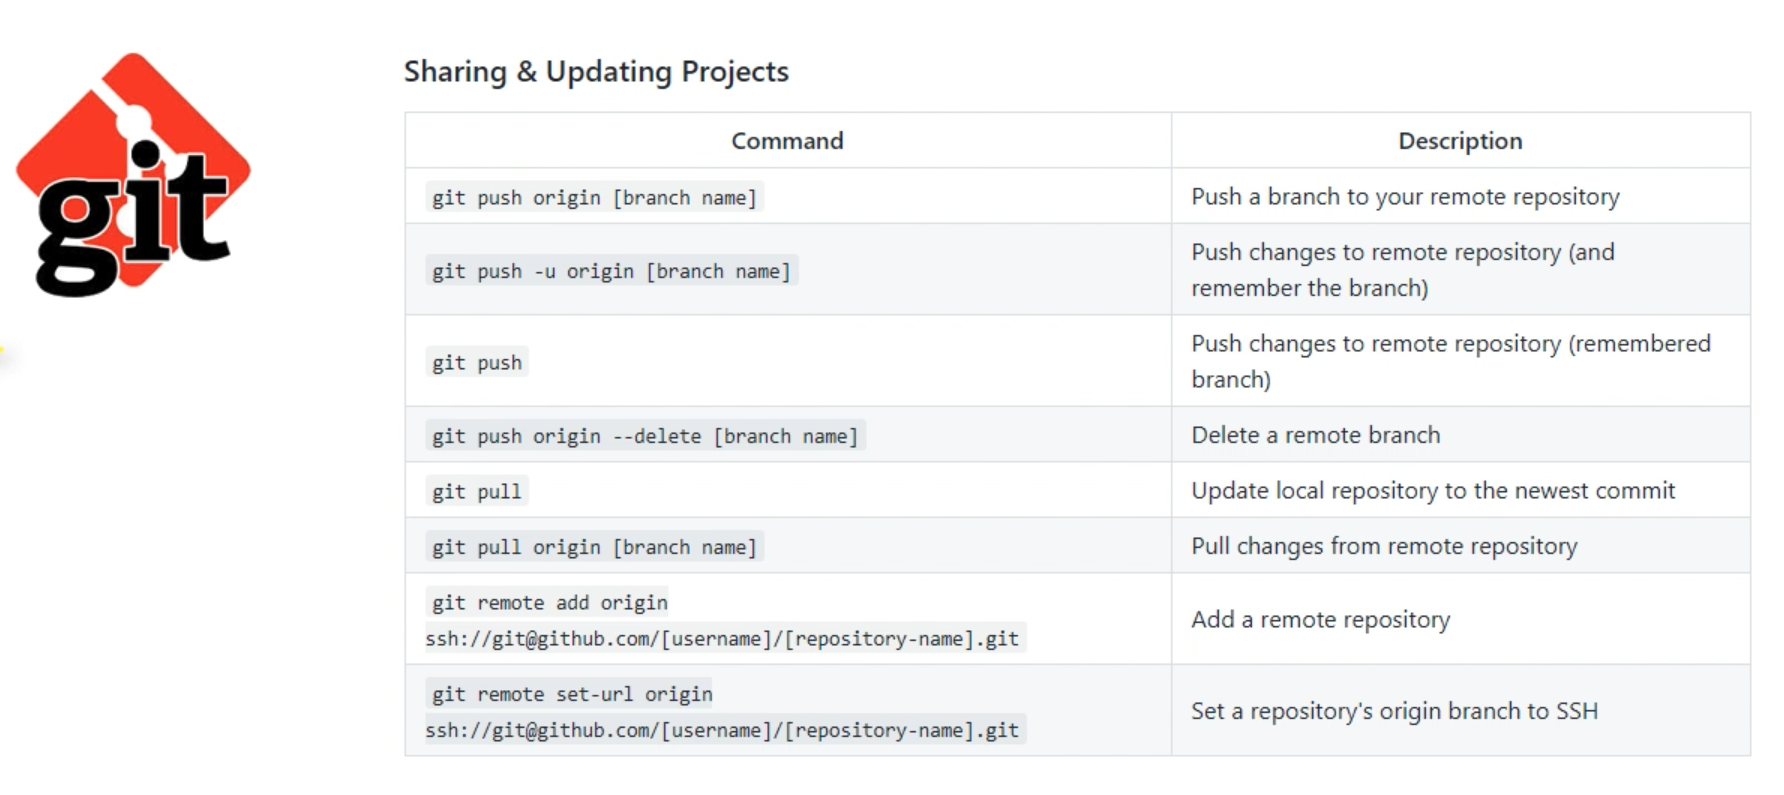 git
Sharing & Updating Projects
Command
Description
git push origin [branch name]
Push a branch to your remote repository
git push -u origin [branch name]
Push changes to remote repository (and
remember the branch)
git push
Push changes to remote repository (remembered
branch)
git push origin --delete [branch name]
Delete a remote branch
git pull
Update local repository to the newest commit
git pull origin [branch name]
Pull changes from remote repository
git remote add origin
ssh://git@github.com/[username]/[repository-name].git
Add a remote repository
git remote set-url origin
ssh://git@github.com/[username]/[repository-name].git
Set a repository's origin branch to SSH